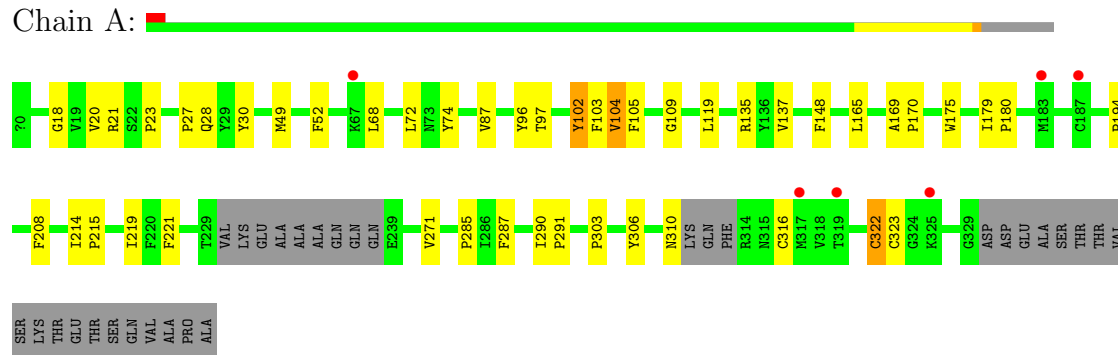 Chain A:
?0 G18 V19 V20 R21 S22 P23 P27 Q28 Y29 Y30 M49 F52 K67 L68 L72 N73 Y74 V87 Y96 T97 Y102 F103 V104 F105 G109 L119 R135 Y136 V137 F148 L165 A169 P170 W175 I179 P180 M183 C187
F208 I214 P215 I219 F220 F221 T229 VAL LYS GLU ALA ALA ALA GLN GLN GLN E239 V271 P285 I286 F287 I290 P291 P303 Y306 N310 LYS GLN PHE R314 N315 C316 M317 V318 T319 C322 C323 G324 K325 G329 ASP ASP GLU ALA SER THR THR VAL
SER LYS THR GLU THR SER GLN VAL ALA PRO ALA